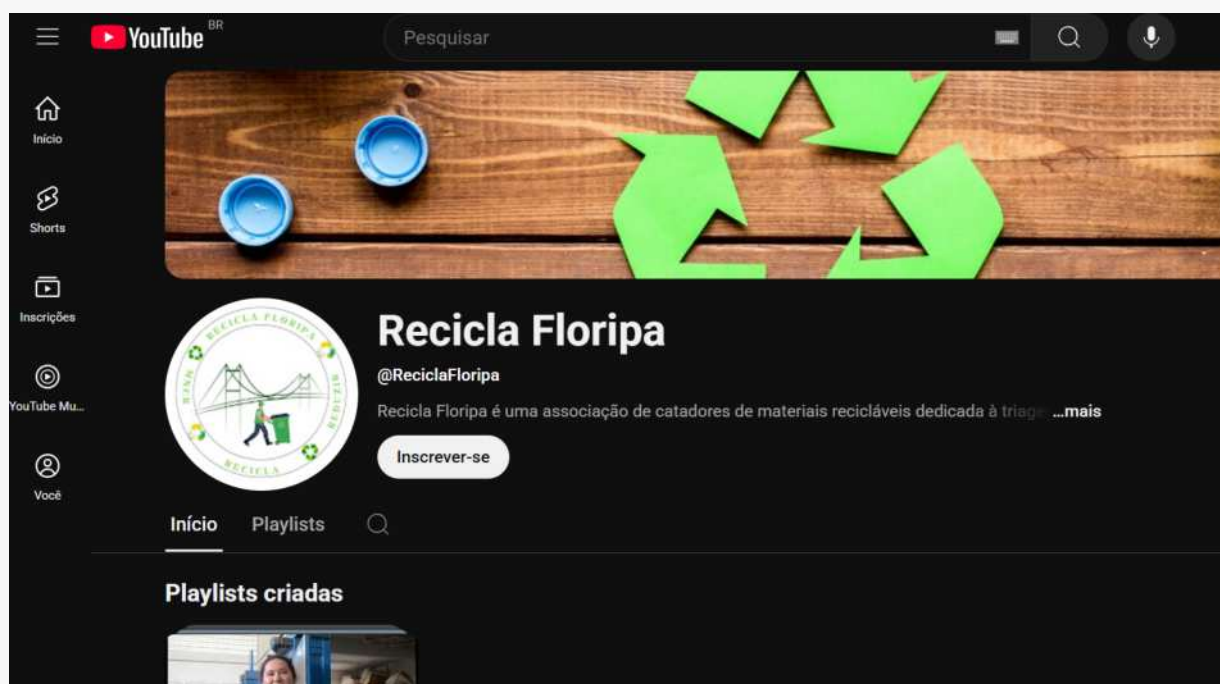 YouTube BR
Pesquisar
Início
Shorts
Inscrições
YouTube Mu...
Você
RECICLA FLORIPA
RECICLA
Recicla Floripa
@ReciclaFloripa
Recicla Floripa é uma associação de catadores de materiais recicláveis dedicada à triage ...mais
Inscrever-se
Início Playlists
Playlists criadas